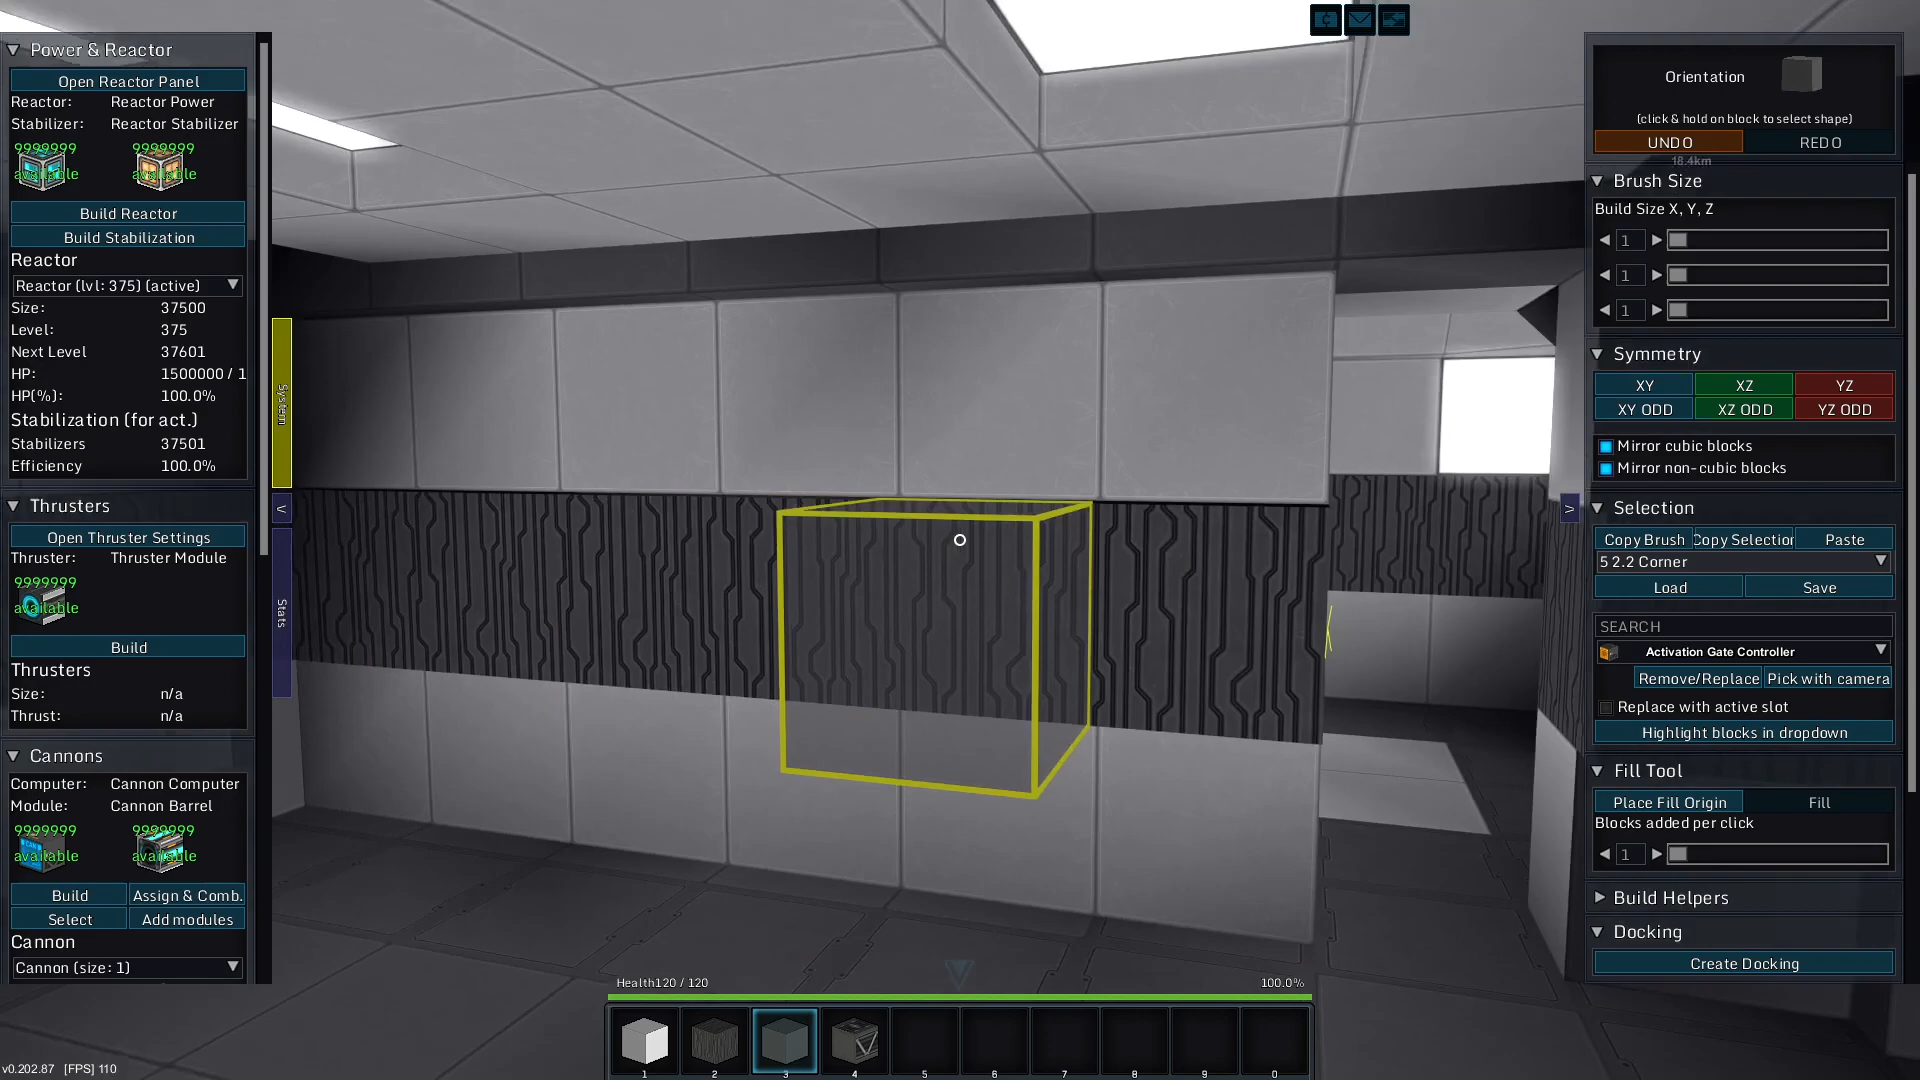 Power & Reactor
Open Reactor Panel
Reactor: Reactor Power
Stabilizer: Reactor Stabilizer
9999999 9999999
available available
Build Reactor
Build Stabilization
Reactor
Reactor (lvl: 375) (active)
Size: 37500
Level: 375
Next Level 37601
HP: 1500000 / 1
HP(%): 100.0%
Stabilization (for act.)
Stabilizers 37501
Efficiency 100.0%
Thrusters
Open Thruster Settings
Thruster: Thruster Module
9999999
available
Build
Thrusters
Size: n/a
Thrust: n/a
Cannons
Computer: Cannon Computer
Module: Cannon Barrel
9999999 9999999
available available
Build Assign & Comb.
Select Add modules
Cannon
Cannon (size: 1)
System
V
Stats
Health120 / 120 100.0%
1 2 3 4 5 6 7 8 9 0
v0.202.87 [FPS] 110
Orientation
(click & hold on block to select shape)
UNDO REDO
18.4km
Brush Size
Build Size X, Y, Z
1
1
1
Symmetry
XY XZ YZ
XY ODD XZ ODD YZ ODD
Mirror cubic blocks
Mirror non-cubic blocks
Selection
Copy Brush Copy Selection Paste
5 2.2 Corner
Load Save
SEARCH
Activation Gate Controller
Remove/Replace Pick with camera
Replace with active slot
Highlight blocks in dropdown
Fill Tool
Place Fill Origin Fill
Blocks added per click
1
Build Helpers
Docking
Create Docking